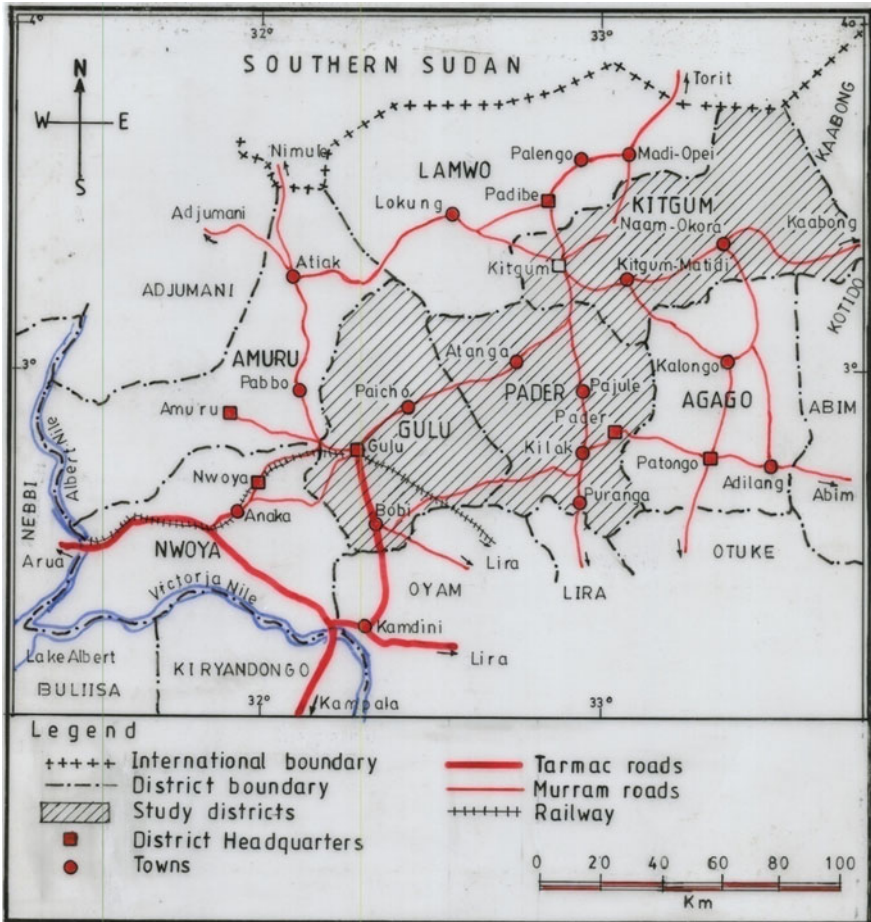 4°
32°
33°
4°
N
W E
S
SOUTHERN SUDAN
Torit
KAABONG
Nimule
LAMWO
Palengo
Madi-Opei
Padibe
KITGUM
Adjumani
Lokung
Naam-Okora
Kaabong
Atiak
Kitgum
Kitgum-Matidi
ADJUMANI
KOTIDO
AMURU
Atanga
Kalongo
3°
3°
Pabbo
Paicho
PADER
Pajule
AGAGO
ABIM
Amuru
GULU
Pader
Albert Nile
Gulu
Kilak
Nwoya
Patongo
Adilang
NEBBI
Anaka
Bobi
Puranga
Abim
Arua
NWOYA
Lira
OTUKE
Victoria Nile
OYAM
LIRA
Kamdini
Lake Albert
KIRYANDONGO
Lira
BULIISA
32°
Kampala
33°
Legend
International boundary
District boundary
Study districts
District Headquarters
Towns
Tarmac roads
Murram roads
Railway
0 20 40 60 80 100
Km